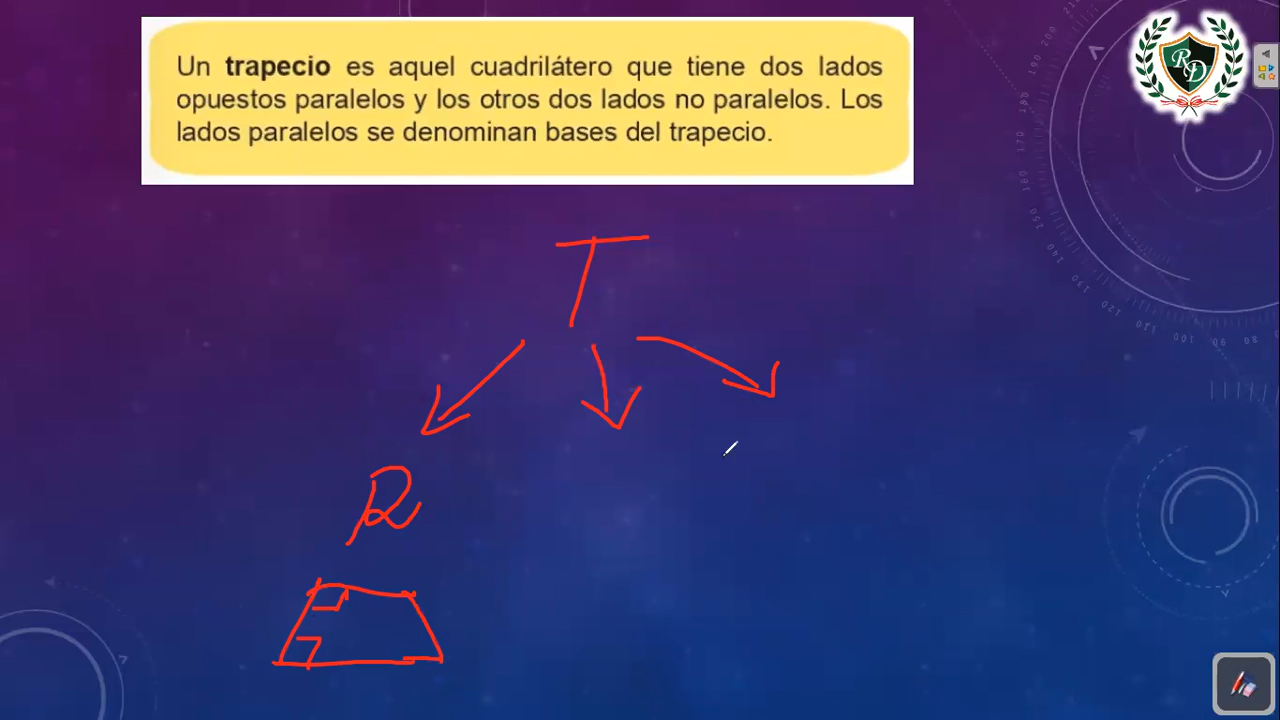 Un trapecio es aquel cuadrilátero que tiene dos lados
opuestos paralelos y los otros dos lados no paralelos. Los
lados paralelos se denominan bases del trapecio.
RD
T
R